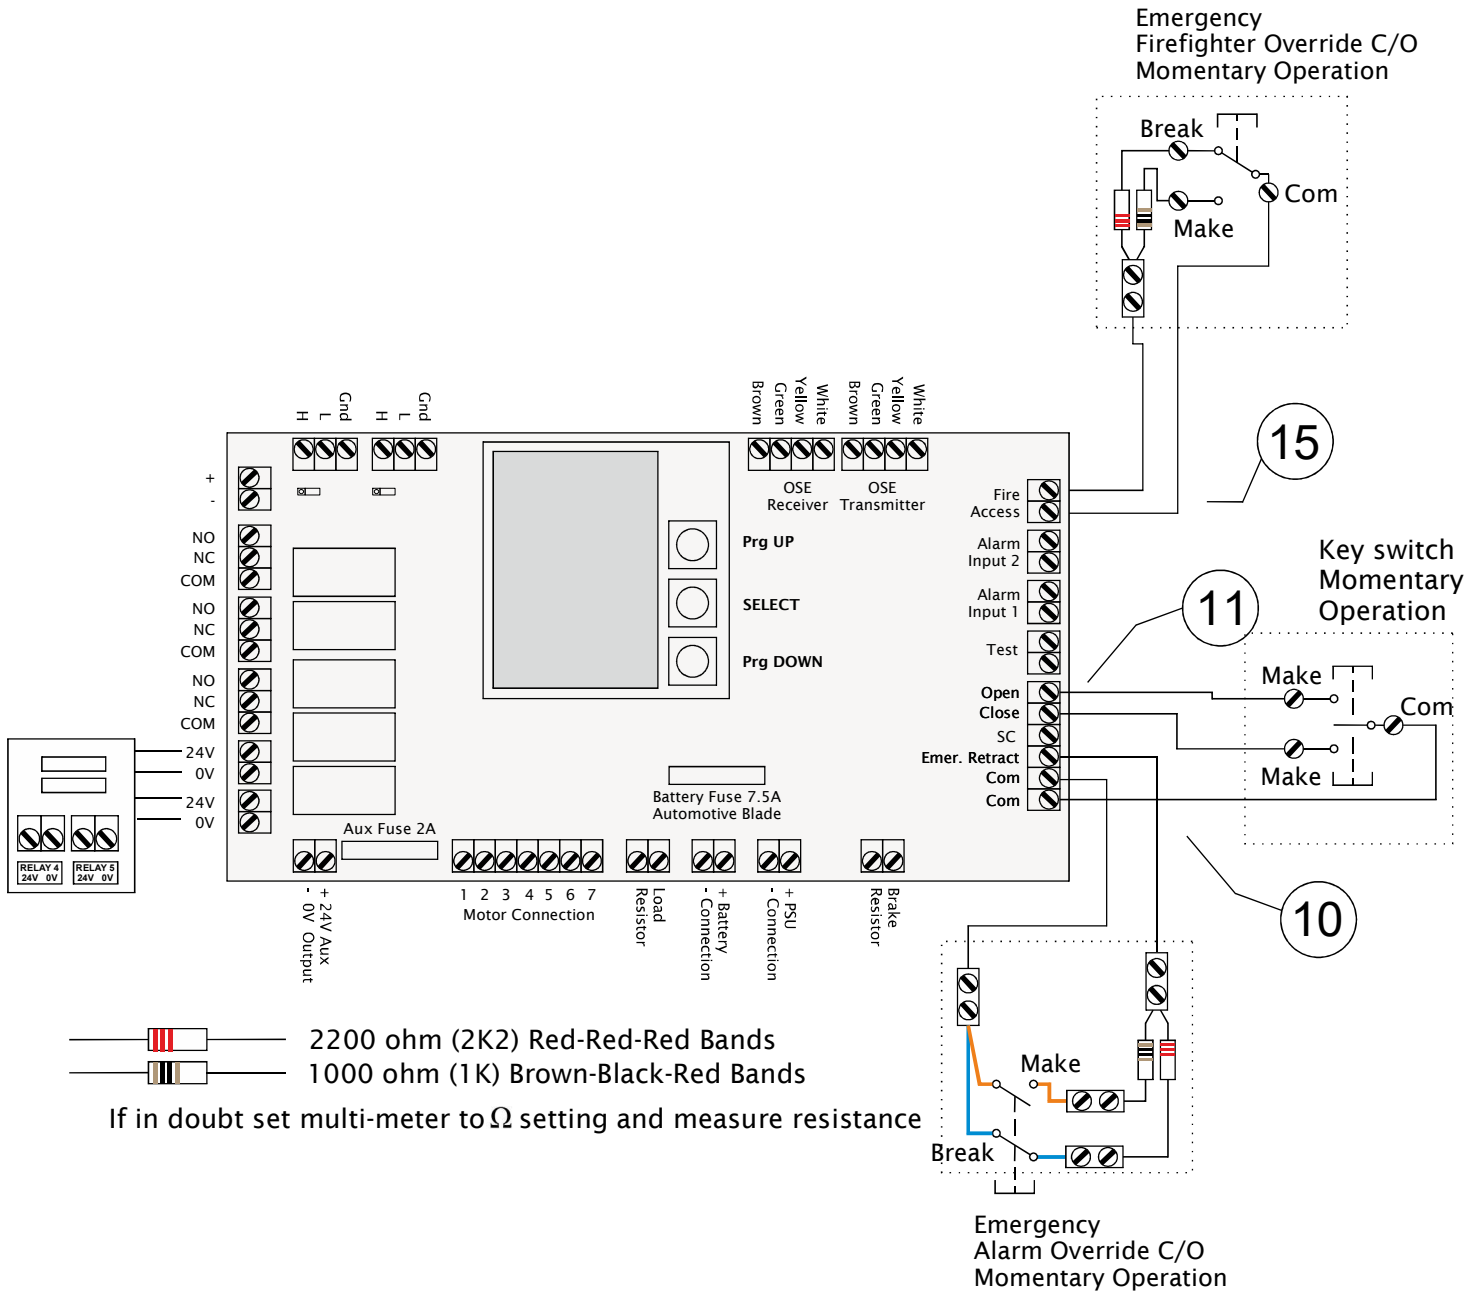 Emergency
Firefighter Override C/O
Momentary Operation
Break
Com
Make
H
L
Gnd
H
L
Gnd
Brown
Green
Yellow
White
Brown
Green
Yellow
White
OSE
Receiver
OSE
Transmitter
15
+
-
NO
NC
COM
NO
NC
COM
NO
NC
COM
24V
0V
24V
0V
Prg UP
SELECT
Prg DOWN
Fire
Access
Alarm
Input 2
Alarm
Input 1
Test
Open
Close
SC
Emer. Retract
Com
Com
11
Key switch
Momentary
Operation
Make
Com
Make
RELAY 4
24V 0V
RELAY 5
24V 0V
Aux Fuse 2A
Battery Fuse 7.5A
Automotive Blade
+ 24V Aux
- 0V Output
1 2 3 4 5 6 7
Motor Connection
Load
Resistor
+ Battery
- Connection
+ PSU
- Connection
Brake
Resistor
10
2200 ohm (2K2) Red-Red-Red Bands
1000 ohm (1K) Brown-Black-Red Bands
If in doubt set multi-meter to Ω setting and measure resistance
Make
Break
Emergency
Alarm Override C/O
Momentary Operation